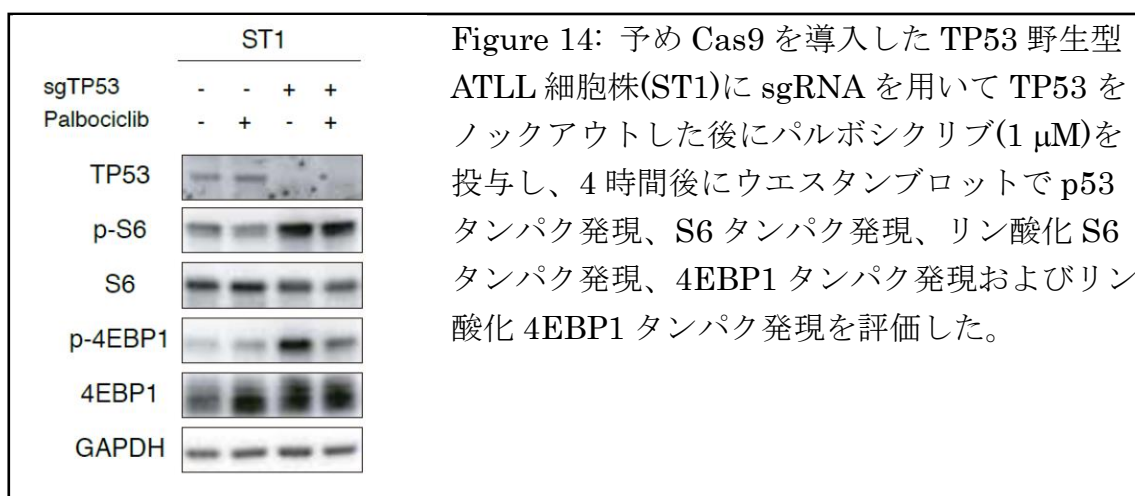 ST1
sgTP53 - - + +
Palbociclib - + - +
TP53
p-S6
S6
p-4EBP1
4EBP1
GAPDH
Figure 14: 予め Cas9 を導入した TP53 野生型
ATLL 細胞株(ST1)に sgRNA を用いて TP53 を
ノックアウトした後にパルボシクリブ(1 μM)を
投与し、4 時間後にウエスタンブロットで p53
タンパク発現、S6 タンパク発現、リン酸化 S6
タンパク発現、4EBP1 タンパク発現およびリン
酸化 4EBP1 タンパク発現を評価した。